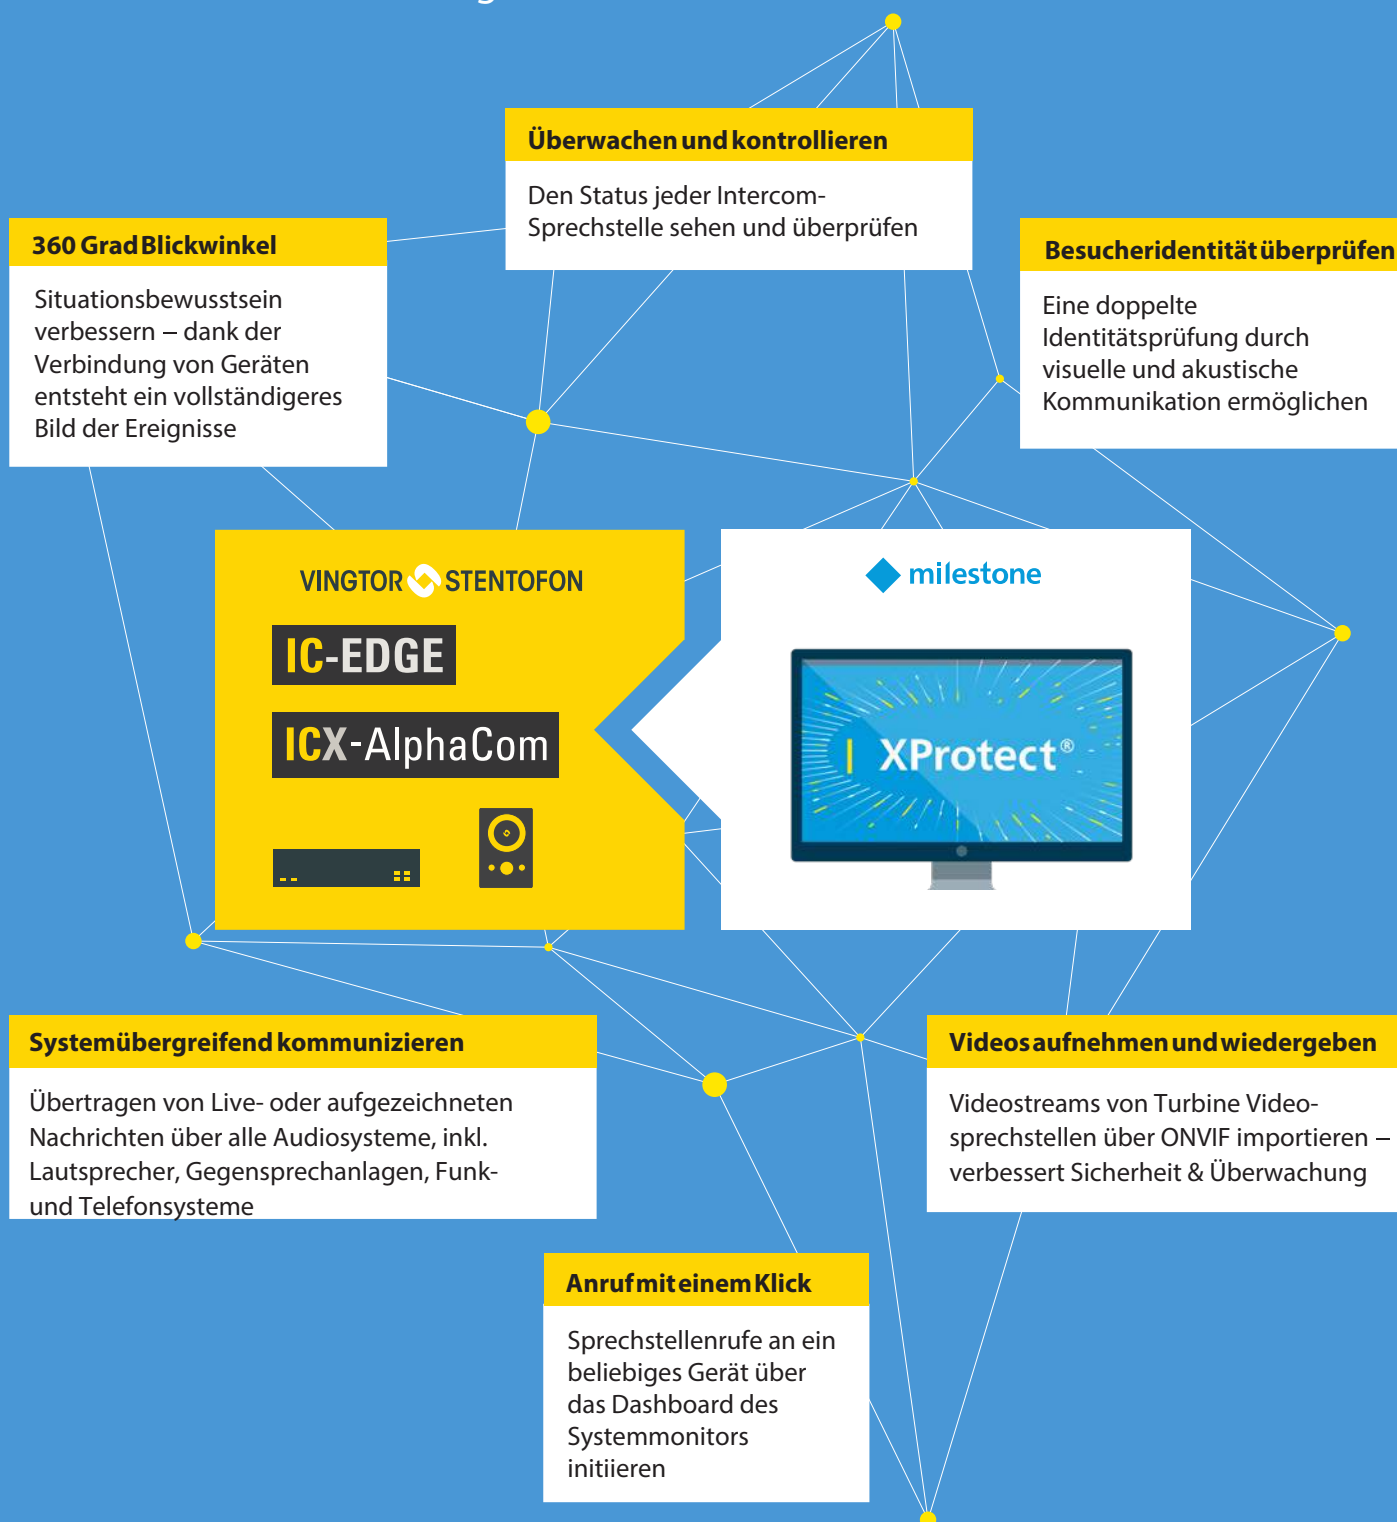 g
Überwachen und kontrollieren
Den Status jeder Intercom-
Sprechstelle sehen und überprüfen
360 Grad Blickwinkel
Situationsbewusstsein
verbessern – dank der
Verbindung von Geräten
entsteht ein vollständigeres
Bild der Ereignisse
Besucheridentität überprüfen
Eine doppelte
Identitätsprüfung durch
visuelle und akustische
Kommunikation ermöglichen
VINGTOR STENTOFON
IC-EDGE
ICX-AlphaCom
milestone
XProtect®
Systemübergreifend kommunizieren
Übertragen von Live- oder aufgezeichneten
Nachrichten über alle Audiosysteme, inkl.
Lautsprecher, Gegensprechanlagen, Funk-
und Telefonsysteme
Videos aufnehmen und wiedergeben
Videostreams von Turbine Video-
sprechstellen über ONVIF importieren –
verbessert Sicherheit & Überwachung
Anruf mit einem Klick
Sprechstellenrufe an ein
beliebiges Gerät über
das Dashboard des
Systemmonitors
initiieren